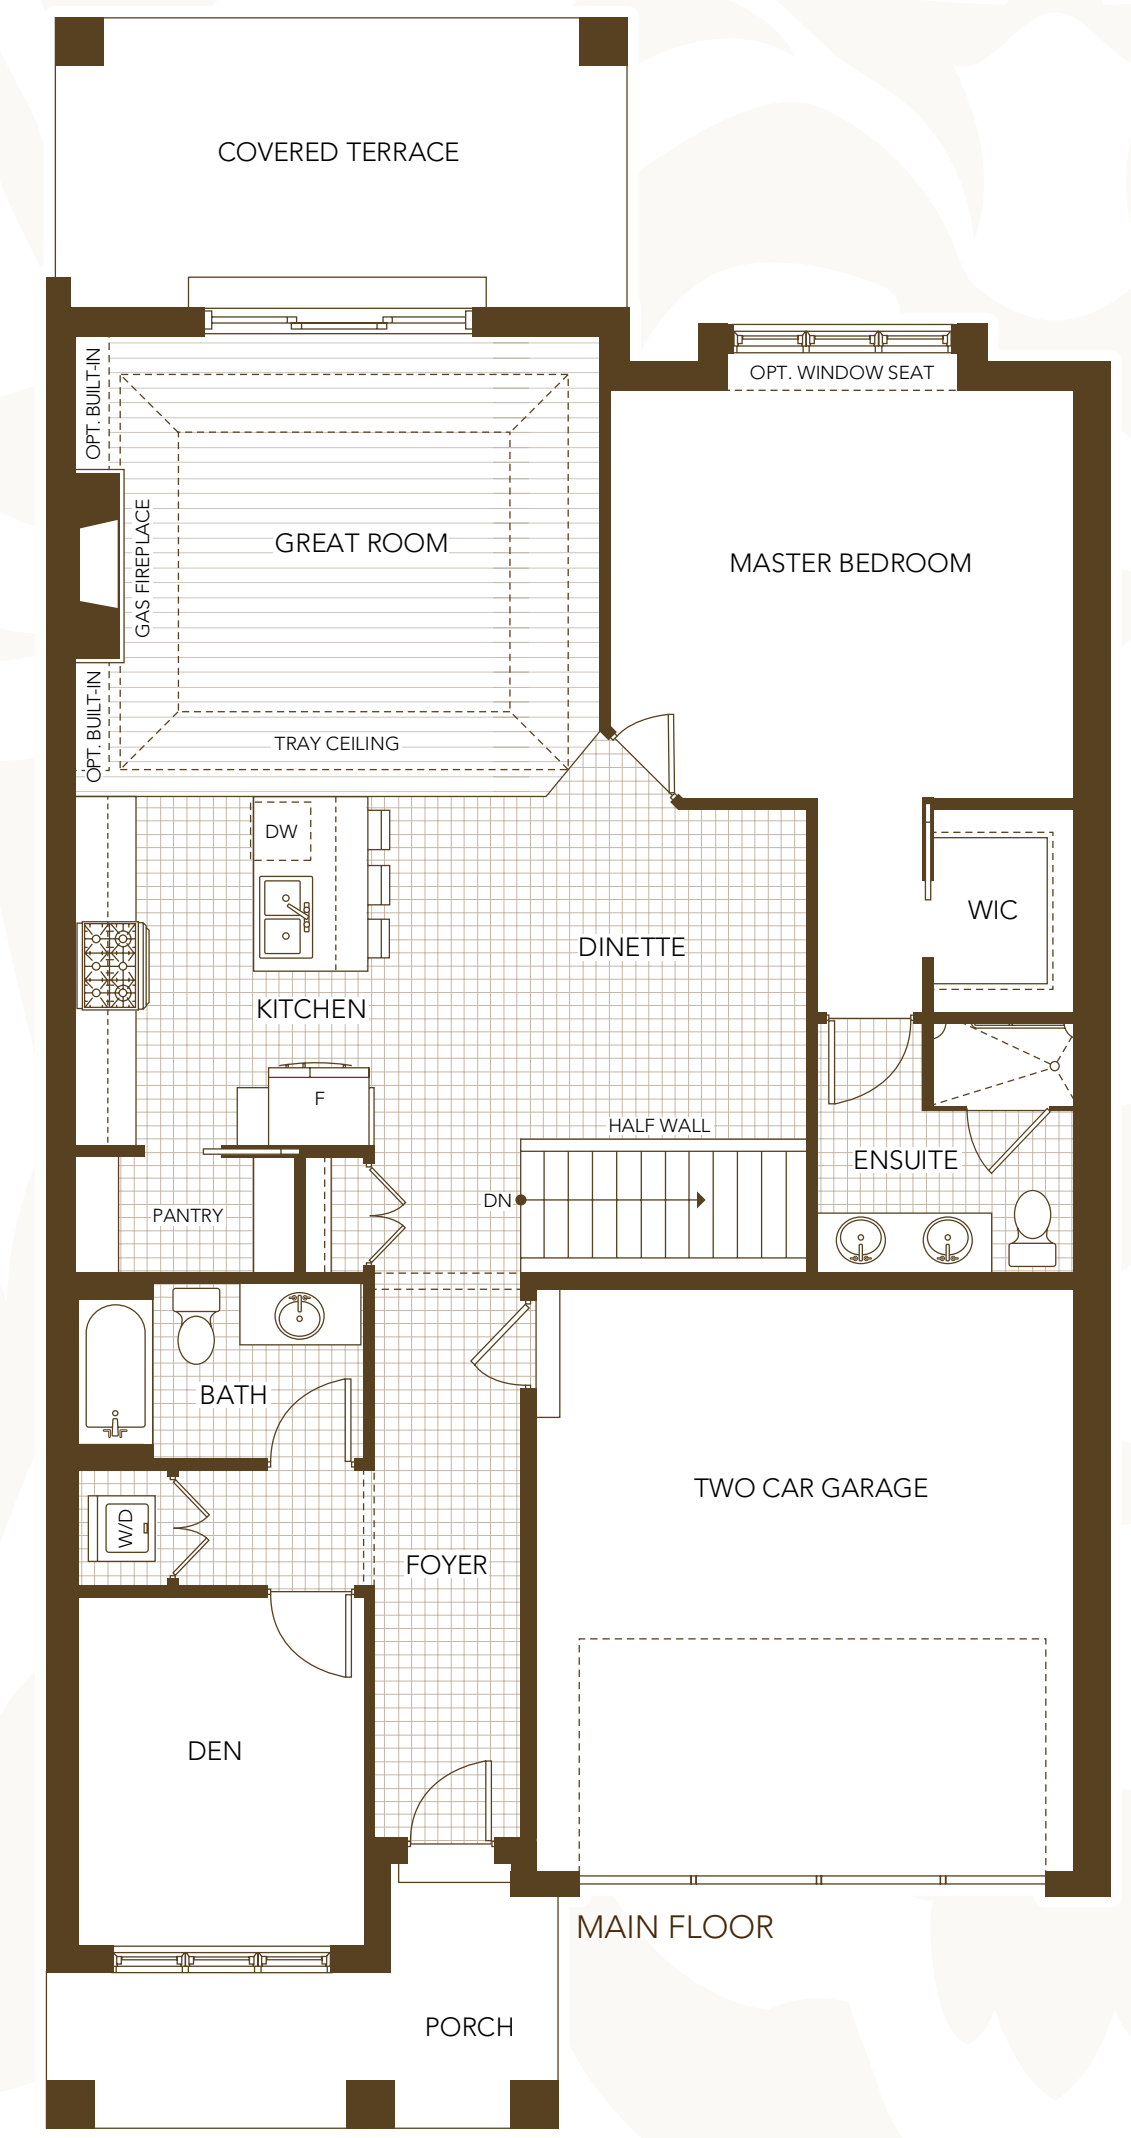 COVERED TERRACE
OPT. BUILT-IN
OPT. WINDOW SEAT
GAS FIREPLACE
GREAT ROOM
MASTER BEDROOM
OPT. BUILT-IN
TRAY CEILING
DW
WIC
DINETTE
KITCHEN
F
HALF WALL
ENSUITE
DN
PANTRY
BATH
TWO CAR GARAGE
W/D
FOYER
DEN
MAIN FLOOR
PORCH